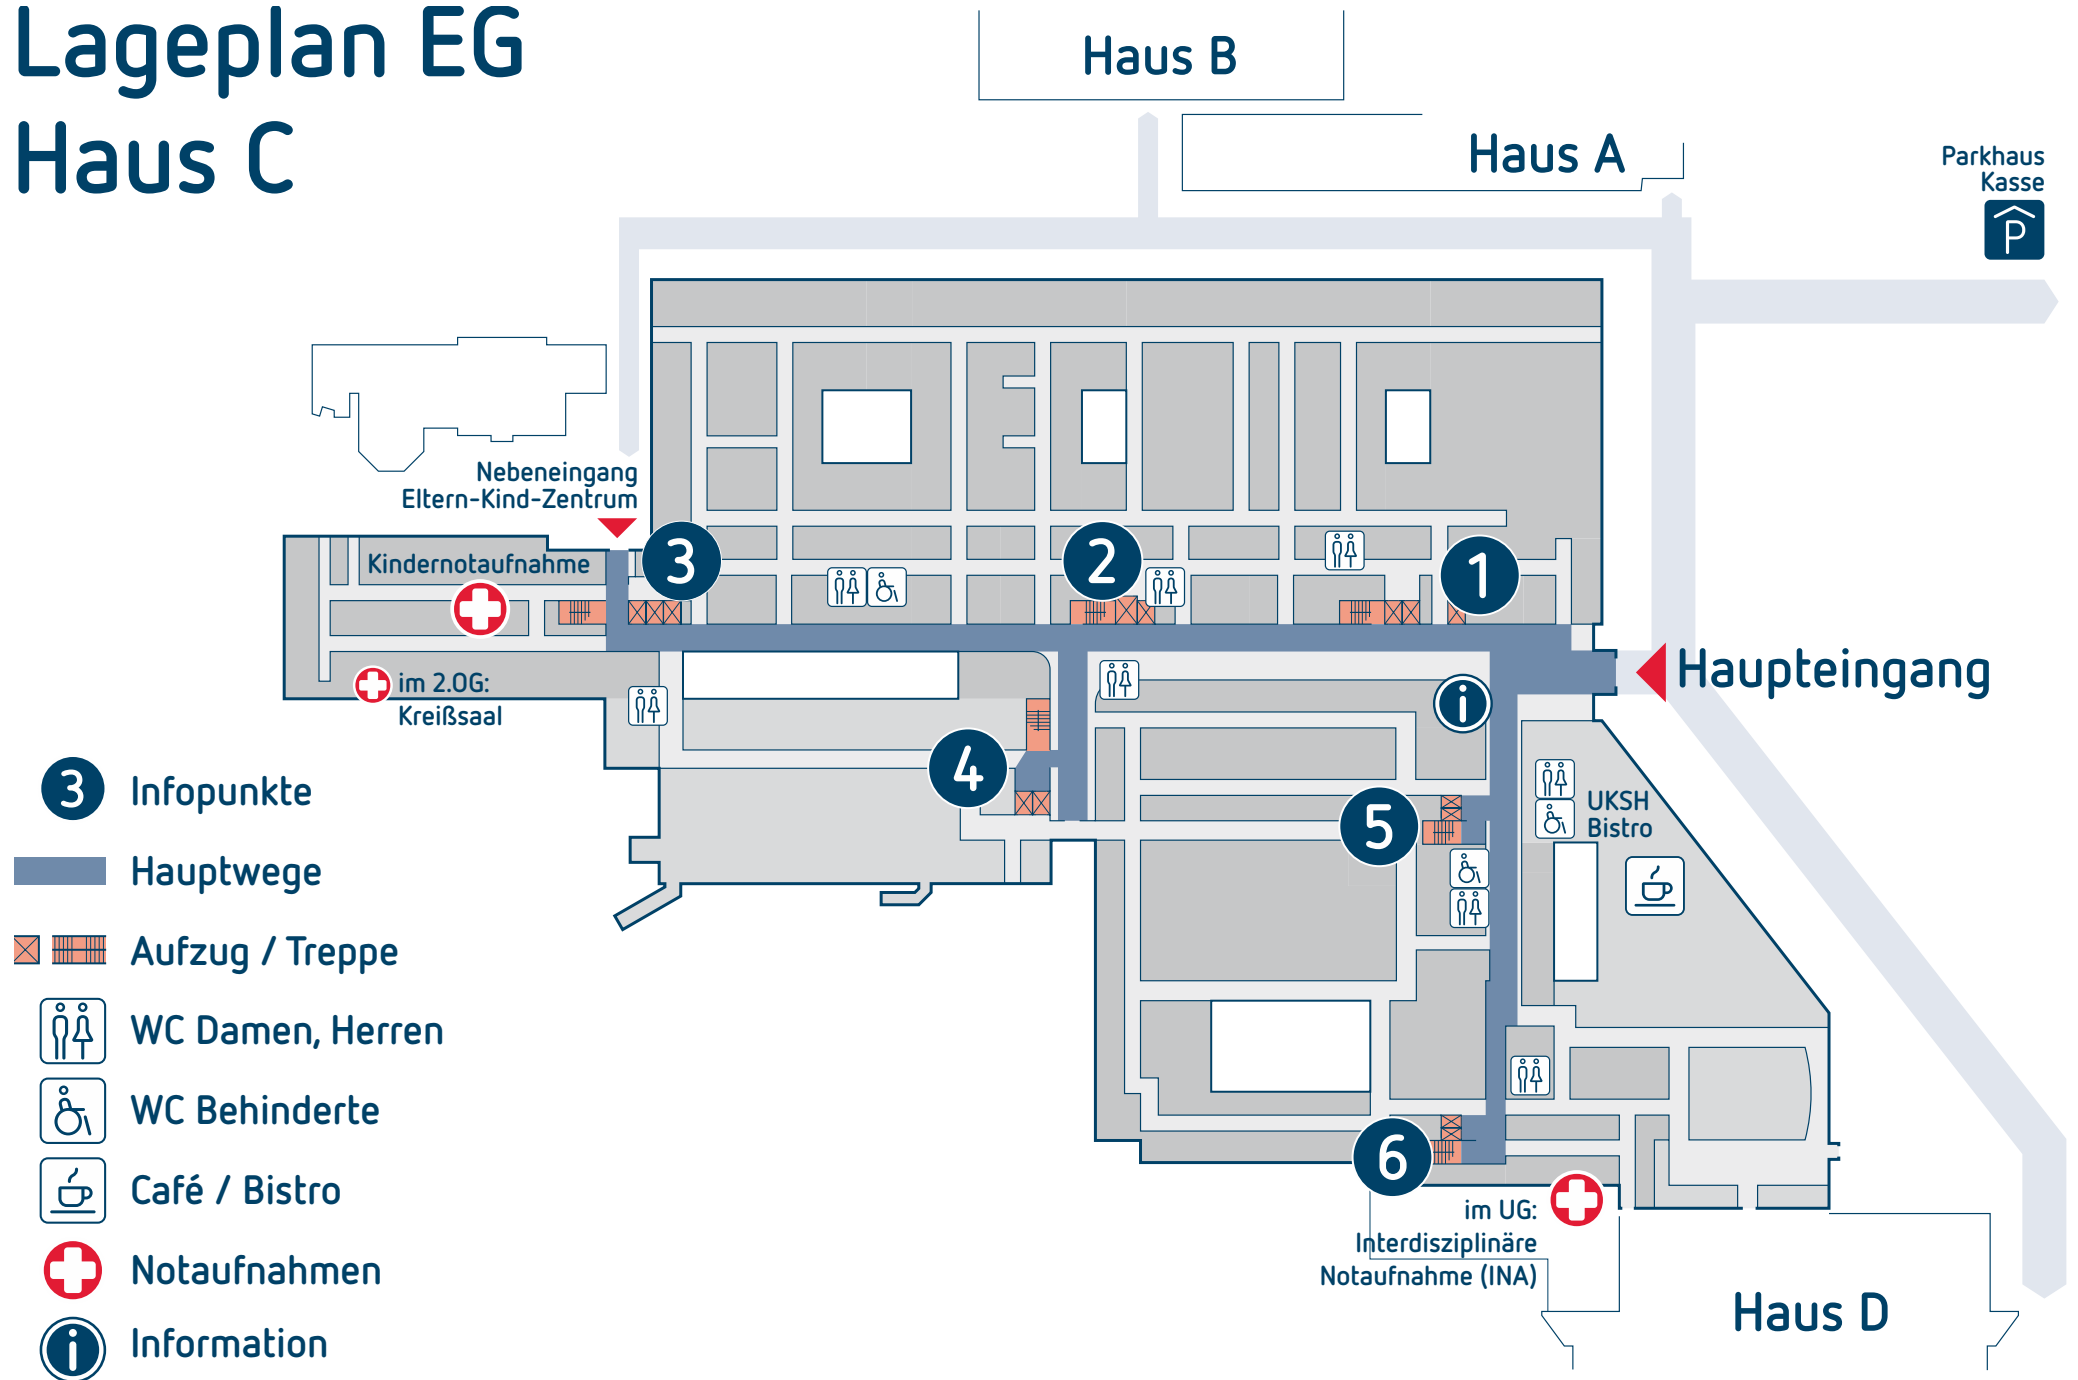 Lageplan EG
Haus C
Haus B
Haus A
Parkhaus
Kasse
P
Nebeneingang
Eltern-Kind-Zentrum
3
2
1
Kindernotaufnahme
Haupteingang
im 2.OG:
Kreißsaal
i
4
5
UKSH
Bistro
6
im UG:
Interdisziplinäre
Notaufnahme (INA)
Haus D
3 Infopunkte
Hauptwege
Aufzug / Treppe
WC Damen, Herren
WC Behinderte
Café / Bistro
Notaufnahmen
i Information